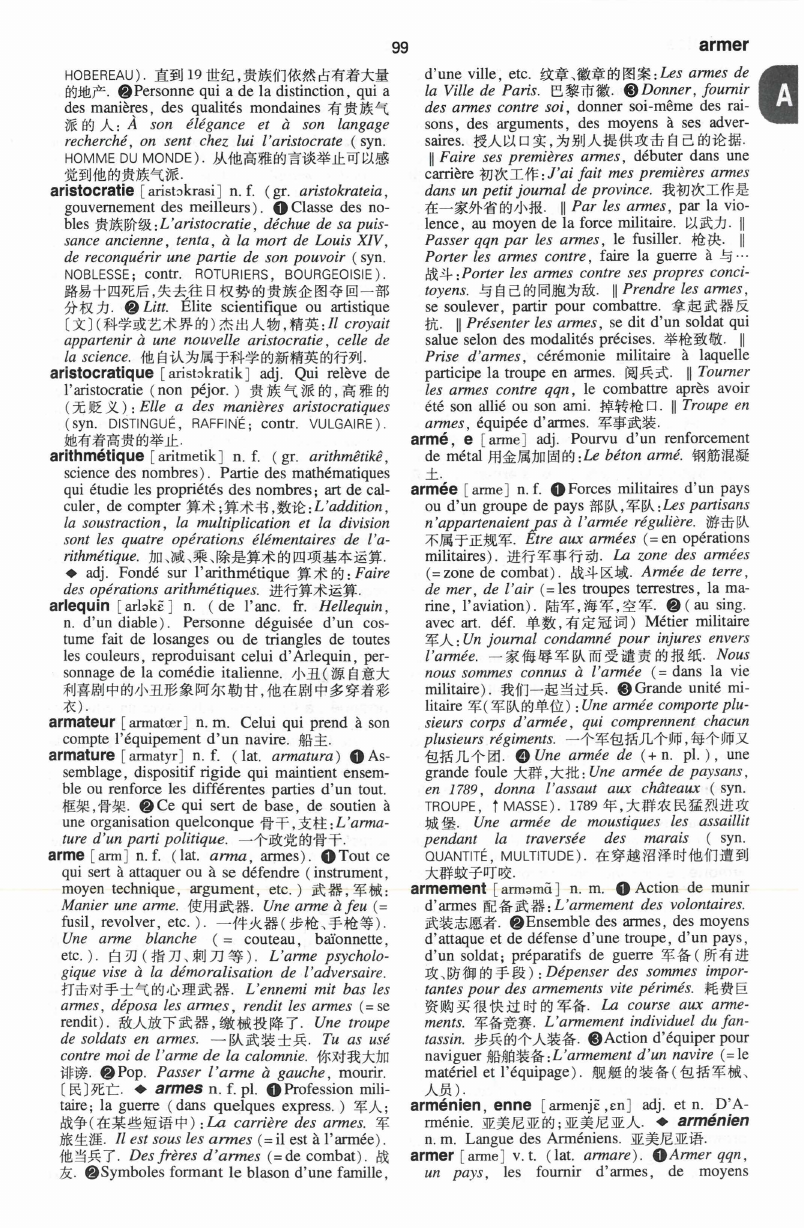 99
armer
A
HOBEREAU). 直到19世纪,贵族们依然占有着大量
的地产. ❷Personne qui a de la distinction, qui a
des manières, des qualités mondaines 有贵族气
派的人: À son élégance et à son langage
recherché, on sent chez lui l'aristocrate (syn.
HOMME DU MONDE). 从他高雅的言谈举止可以感
觉到他的贵族气派.
aristocratie [aristɔkrasi] n. f. (gr. aristokrateia,
gouvernement des meilleurs). ❶Classe des no-
bles 贵族阶级:L'aristocratie, déchue de sa puis-
sance ancienne, tenta, à la mort de Louis XIV,
de reconquérir une partie de son pouvoir (syn.
NOBLESSE; contr. ROTURIERS, BOURGEOISIE).
路易十四死后,失去往日权势的贵族企图夺回一部
分权力. ❷ Litt. Élite scientifique ou artistique
〔文〕(科学或艺术界的)杰出人物,精英:Il croyait
appartenir à une nouvelle aristocratie, celle de
la science. 他自认为属于科学的新精英的行列.
aristocratique [aristɔkratik] adj. Qui relève de
l'aristocratie (non péjor.) 贵族气派的,高雅的
(无贬义): Elle a des manières aristocratiques
(syn. DISTINGUÉ, RAFFINÉ; contr. VULGAIRE).
她有着高贵的举止.
arithmétique [aritmetik] n. f. (gr. arithmêtikê,
science des nombres). Partie des mathématiques
qui étudie les propriétés des nombres; art de cal-
culer, de compter 算术;算术书,数论:L'addition,
la soustraction, la multiplication et la division
sont les quatre opérations élémentaires de l'a-
rithmétique. 加、减、乘、除是算术的四项基本运算.
◆ adj. Fondé sur l'arithmétique 算术的: Faire
des opérations arithmétiques. 进行算术运算.
arlequin [arləkɛ̃] n. (de l'anc. fr. Hellequin,
n. d'un diable). Personne déguisée d'un cos-
tume fait de losanges ou de triangles de toutes
les couleurs, reproduisant celui d'Arlequin, per-
sonnage de la comédie italienne. 小丑(源自意大
利喜剧中的小丑形象阿尔勒甘,他在剧中多穿着彩
衣).
armateur [armatœr] n. m. Celui qui prend à son
compte l'équipement d'un navire. 船主.
armature [armatyr] n. f. (lat. armatura) ❶As-
semblage, dispositif rigide qui maintient ensem-
ble ou renforce les différentes parties d'un tout.
框架,骨架. ❷Ce qui sert de base, de soutien à
une organisation quelconque 骨干,支柱:L'arma-
ture d'un parti politique. 一个政党的骨干.
arme [arm] n. f. (lat. arma, armes). ❶Tout ce
qui sert à attaquer ou à se défendre (instrument,
moyen technique, argument, etc.) 武器,军械:
Manier une arme. 使用武器. Une arme à feu (=
fusil, revolver, etc.). 一件火器(步枪、手枪等).
Une arme blanche (= couteau, baïonnette,
etc.). 白刃(指刀、刺刀等). L'arme psycholo-
gique vise à la démoralisation de l'adversaire.
打击对手士气的心理武器. L'ennemi mit bas les
armes, déposa les armes, rendit les armes (=se
rendit). 敌人放下武器,缴械投降了. Une troupe
de soldats en armes. 一队武装士兵. Tu as usé
contre moi de l'arme de la calomnie. 你对我大加
诽谤. ❷Pop. Passer l'arme à gauche, mourir.
〔民〕死亡. ◆ armes n. f. pl. ❶Profession mili-
taire; la guerre (dans quelques express.) 军人;
战争(在某些短语中):La carrière des armes. 军
旅生涯. Il est sous les armes (=il est à l'armée).
他当兵了. Des frères d'armes (=de combat). 战
友. ❷Symboles formant le blason d'une famille,
d'une ville, etc. 纹章、徽章的图案:Les armes de
la Ville de Paris. 巴黎市徽. ❸Donner, fournir
des armes contre soi, donner soi-même des rai-
sons, des arguments, des moyens à ses adver-
saires. 授人以口实,为别人提供攻击自己的论据.
‖ Faire ses premières armes, débuter dans une
carrière 初次工作:J'ai fait mes premières armes
dans un petit journal de province. 我初次工作是
在一家外省的小报. ‖ Par les armes, par la vio-
lence, au moyen de la force militaire. 以武力. ‖
Passer qqn par les armes, le fusiller. 枪决. ‖
Porter les armes contre, faire la guerre à 与…
战斗:Porter les armes contre ses propres conci-
toyens. 与自己的同胞为敌. ‖ Prendre les armes,
se soulever, partir pour combattre. 拿起武器反
抗. ‖ Présenter les armes, se dit d'un soldat qui
salue selon des modalités précises. 举枪致敬. ‖
Prise d'armes, cérémonie militaire à laquelle
participe la troupe en armes. 阅兵式. ‖ Tourner
les armes contre qqn, le combattre après avoir
été son allié ou son ami. 掉转枪口. ‖ Troupe en
armes, équipée d'armes. 军事武装.
armé, e [arme] adj. Pourvu d'un renforcement
de métal 用金属加固的:Le béton armé. 钢筋混凝
土.
armée [arme] n. f. ❶Forces militaires d'un pays
ou d'un groupe de pays 部队,军队:Les partisans
n'appartenaient pas à l'armée régulière. 游击队
不属于正规军. Être aux armées (=en opérations
militaires). 进行军事行动. La zone des armées
(=zone de combat). 战斗区域. Armée de terre,
de mer, de l'air (=les troupes terrestres, la ma-
rine, l'aviation). 陆军,海军,空军. ❷(au sing.
avec art. déf. 单数,有定冠词) Métier militaire
军人:Un journal condamné pour injures envers
l'armée. 一家侮辱军队而受谴责的报纸. Nous
nous sommes connus à l'armée (= dans la vie
militaire). 我们一起当过兵. ❸Grande unité mi-
litaire 军(军队的单位):Une armée comporte plu-
sieurs corps d'armée, qui comprennent chacun
plusieurs régiments. 一个军包括几个师,每个师又
包括几个团. ❹ Une armée de (+n. pl.), une
grande foule 大群,大批:Une armée de paysans,
en 1789, donna l'assaut aux châteaux (syn.
TROUPE, ↑MASSE). 1789年,大群农民猛烈进攻
城堡. Une armée de moustiques les assaillit
pendant la traversée des marais (syn.
QUANTITÉ, MULTITUDE). 在穿越沼泽时他们遭到
大群蚊子叮咬.
armement [arməmɑ̃] n. m. ❶ Action de munir
d'armes 配备武器:L'armement des volontaires.
武装志愿者. ❷Ensemble des armes, des moyens
d'attaque et de défense d'une troupe, d'un pays,
d'un soldat; préparatifs de guerre 军备(所有进
攻、防御的手段):Dépenser des sommes impor-
tantes pour des armements vite périmés. 耗费巨
资购买很快过时的军备. La course aux arme-
ments. 军备竞赛. L'armement individuel du fan-
tassin. 步兵的个人装备. ❸Action d'équiper pour
naviguer 船舶装备:L'armement d'un navire (=le
matériel et l'équipage). 舰艇的装备(包括军械、
人员).
arménien, enne [armenjɛ̃,ɛn] adj. et n. D'A-
rménie. 亚美尼亚的;亚美尼亚人. ◆ arménien
n. m. Langue des Arméniens. 亚美尼亚语.
armer [arme] v. t. (lat. armare). ❶Armer qqn,
un pays, les fournir d'armes, de moyens